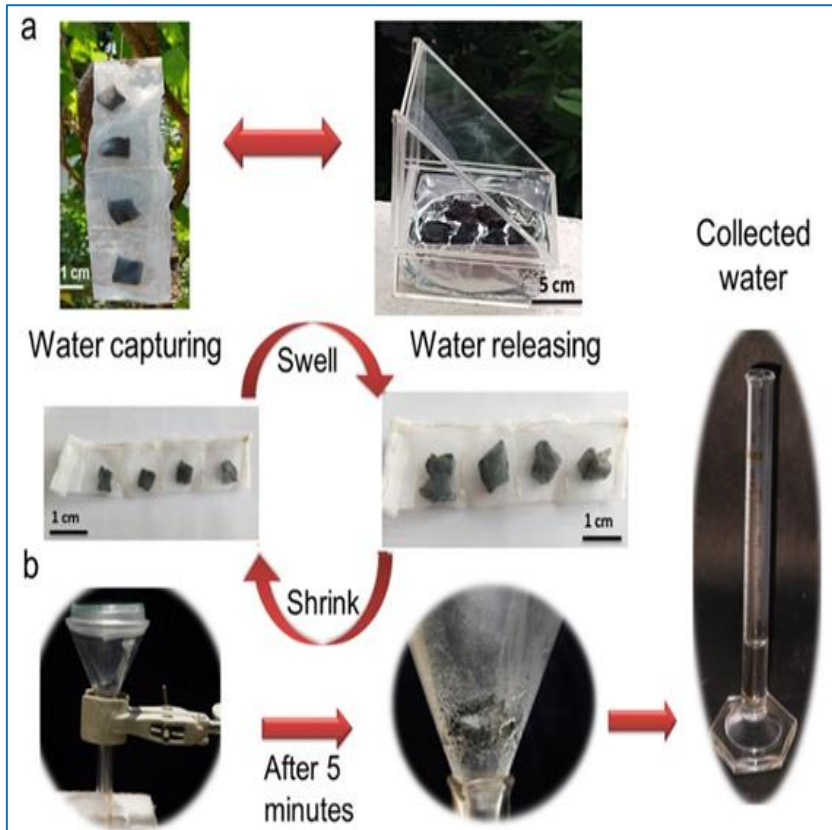 a
1 cm
5 cm
Collected
water
Water capturing
Water releasing
Swell
1 cm
1 cm
b
Shrink
After 5
minutes